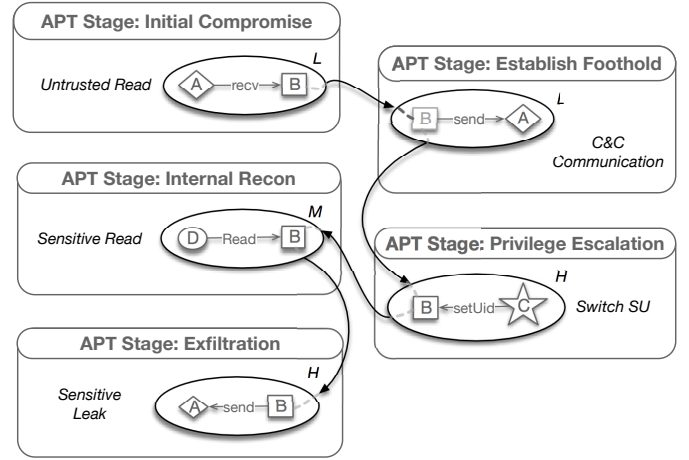 APT Stage: Initial Compromise
L
Untrusted Read
A
recv
B
APT Stage: Establish Foothold
L
B
send
A
C&C
Communication
APT Stage: Internal Recon
M
Sensitive Read
D
Read
B
APT Stage: Privilege Escalation
H
B
setUid
C
Switch SU
APT Stage: Exfiltration
H
Sensitive
Leak
A
send
B